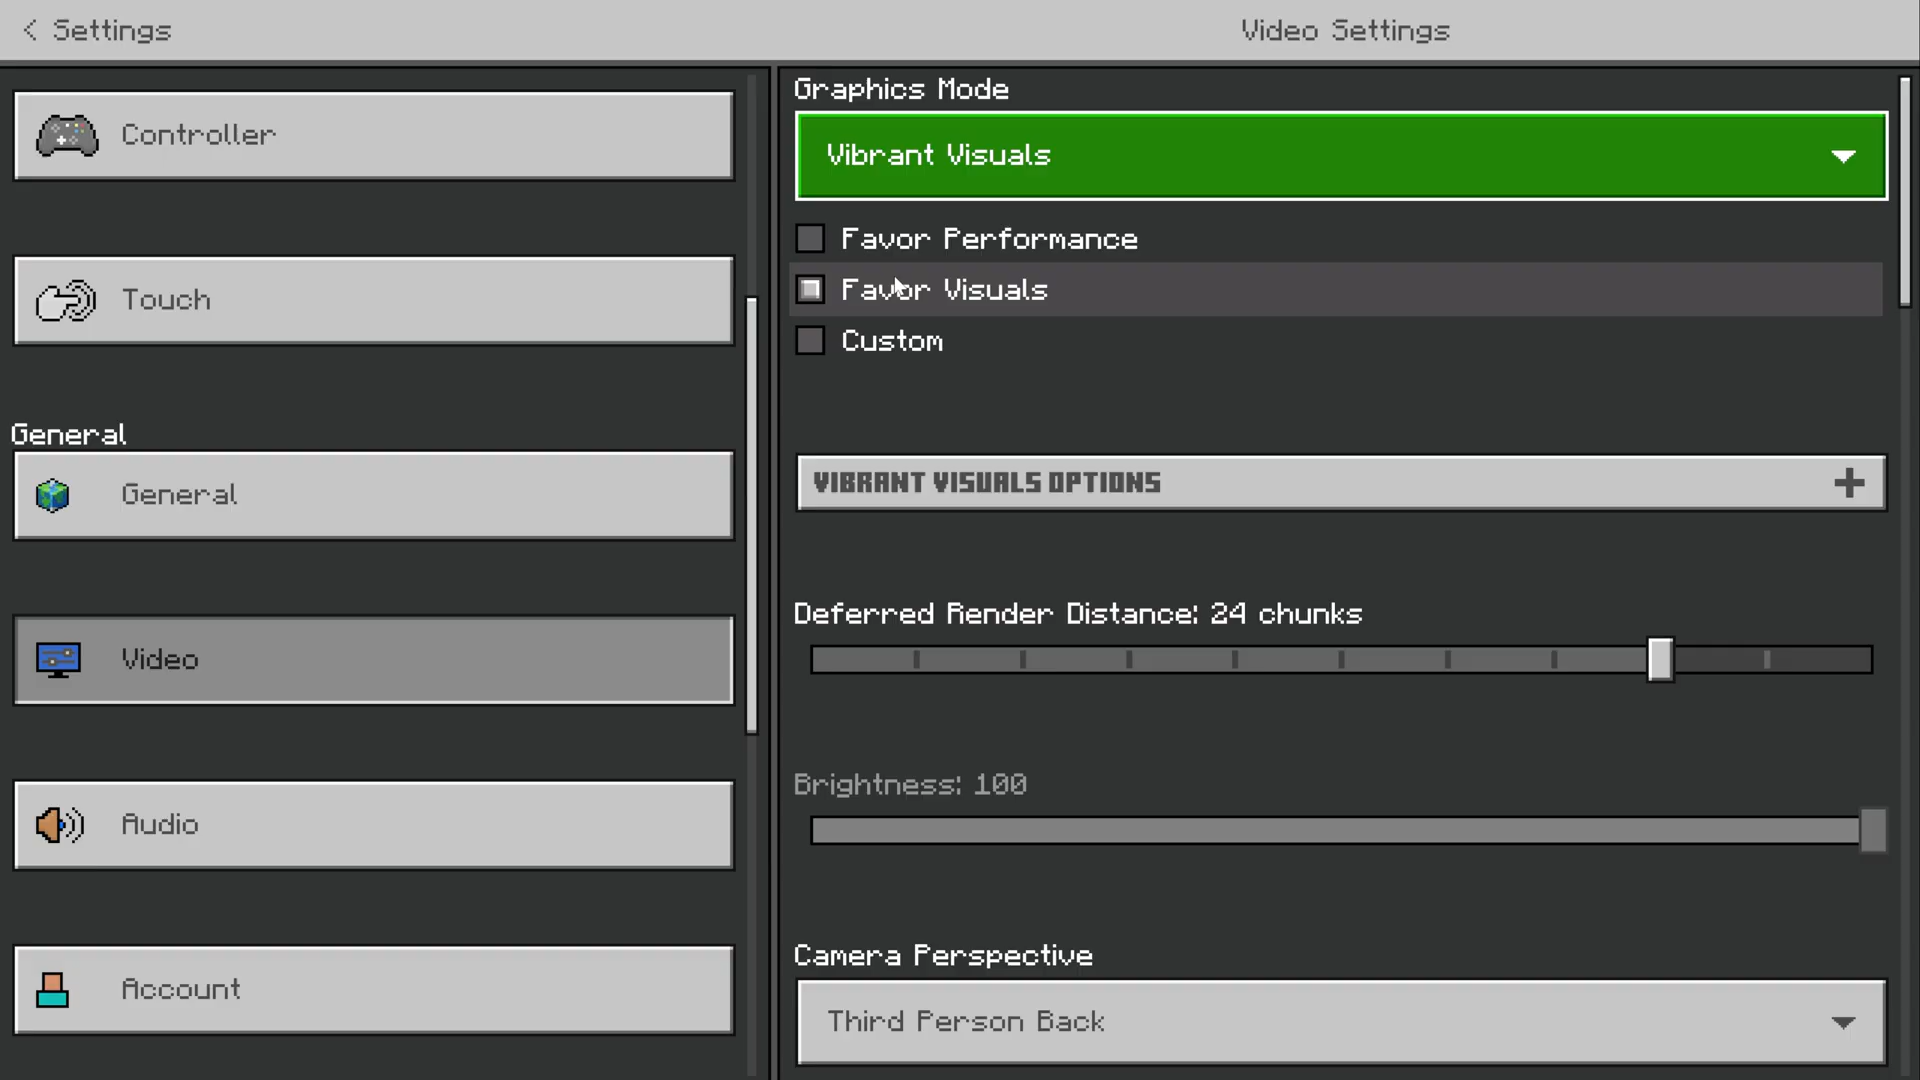 Settings
Video Settings
Controller
Touch
General
General
Video
Audio
Account
Graphics Mode
Vibrant Visuals
Favor Performance
Favor Visuals
Custom
VIBRANT VISUALS OPTIONS
Deferred Render Distance: 24 chunks
Brightness: 100
Camera Perspective
Third Person Back